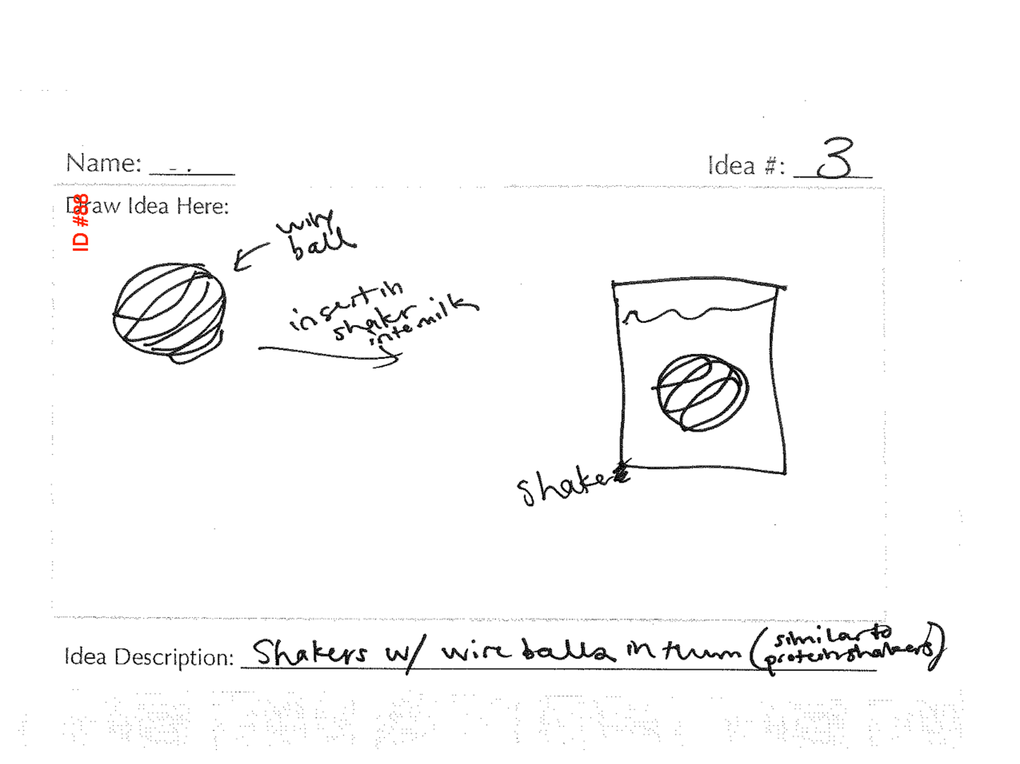 Name:
Idea #: 3
ID #88
Draw Idea Here:
wiry
ball
insert in
shaker
into milk
shaker
Idea Description: Shakers w/ wire balls in them (similar to
protein shakers)